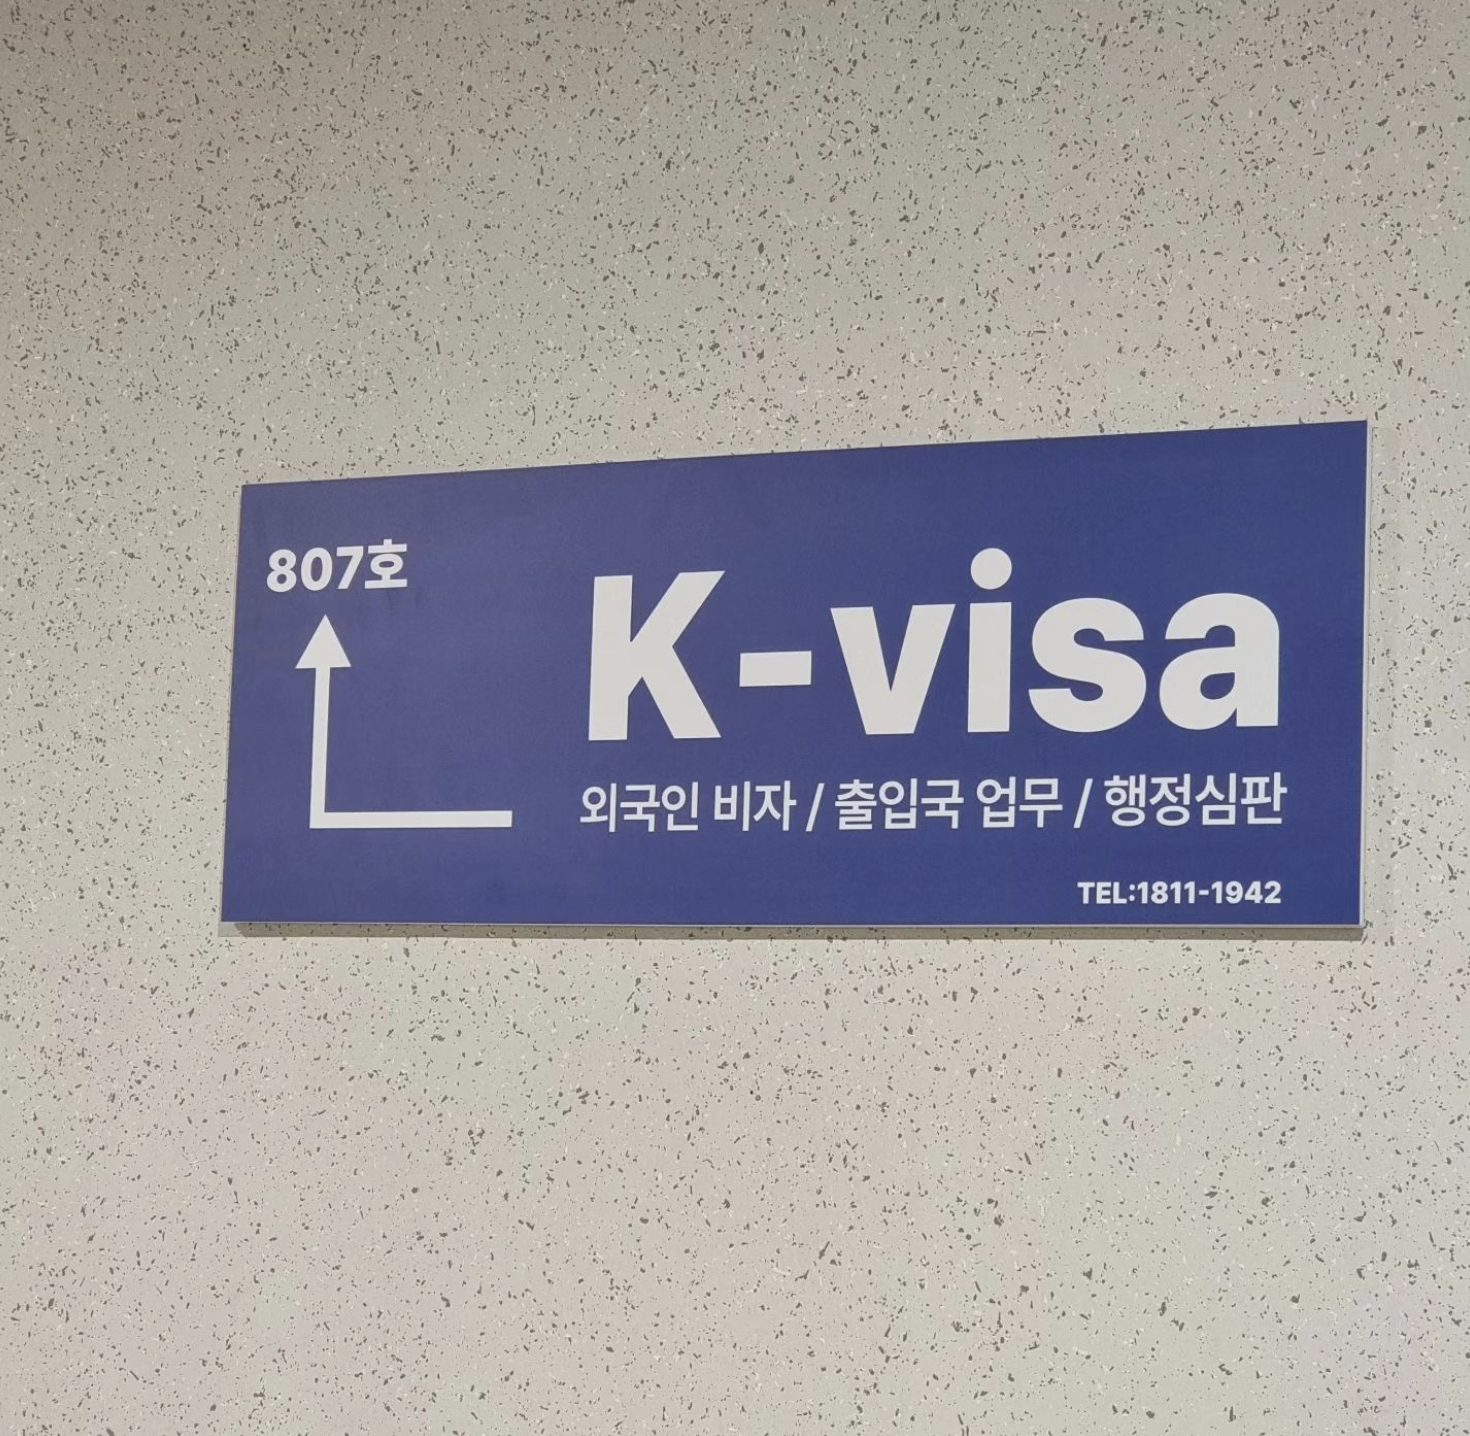 807호
K-visa
외국인 비자 / 출입국 업무 / 행정심판
TEL:1811-1942